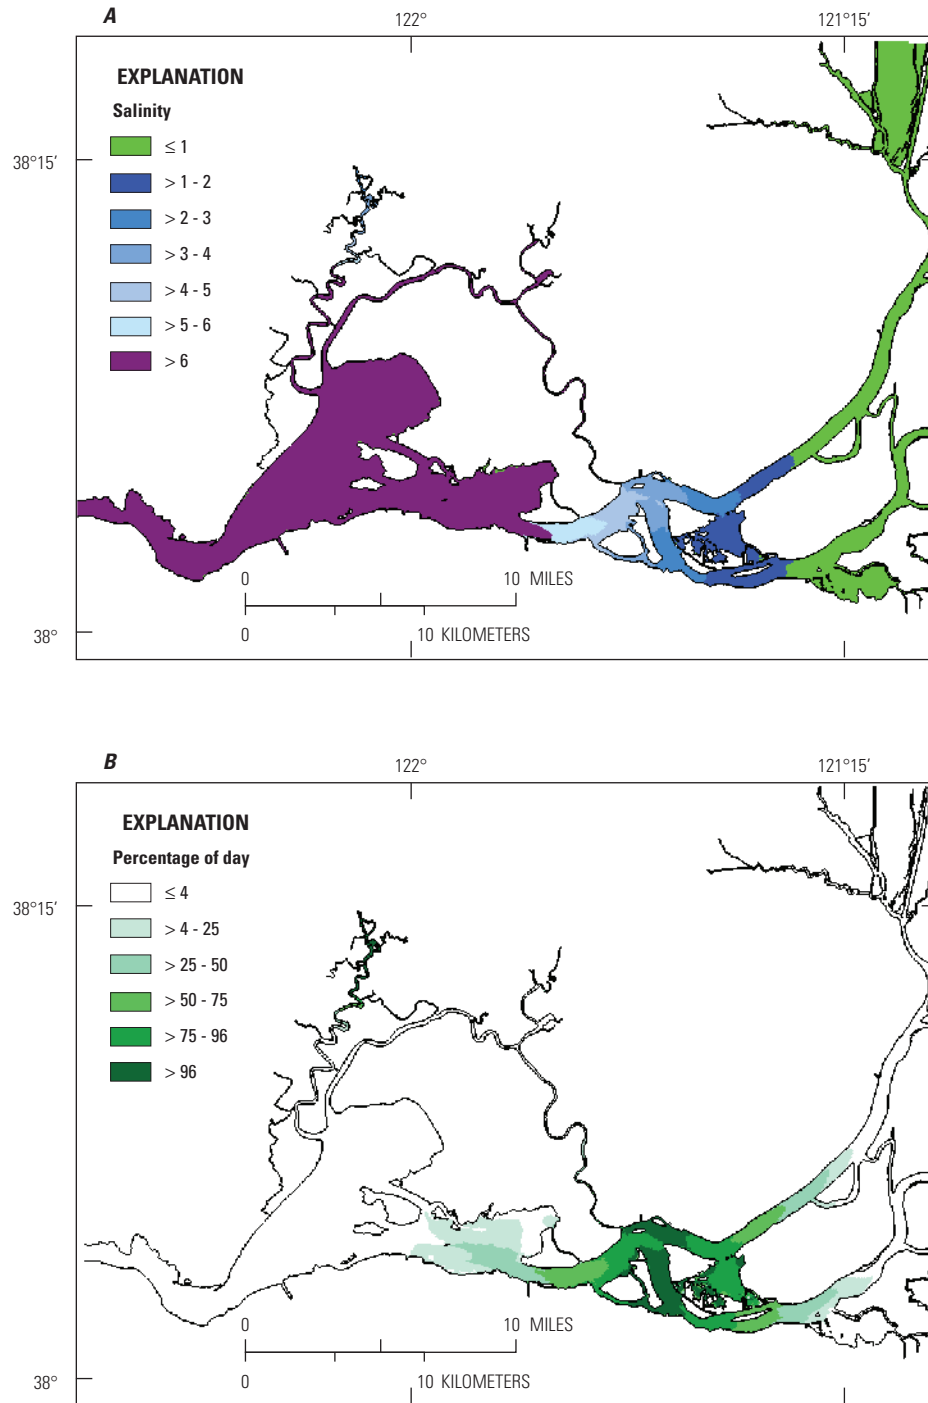 A
122°
121°15′
EXPLANATION
Salinity
≤ 1
> 1 - 2
> 2 - 3
> 3 - 4
> 4 - 5
> 5 - 6
> 6
38°15′
0
10 MILES
0
10 KILOMETERS
38°
B
122°
121°15′
EXPLANATION
Percentage of day
≤ 4
> 4 - 25
> 25 - 50
> 50 - 75
> 75 - 96
> 96
38°15′
0
10 MILES
0
10 KILOMETERS
38°